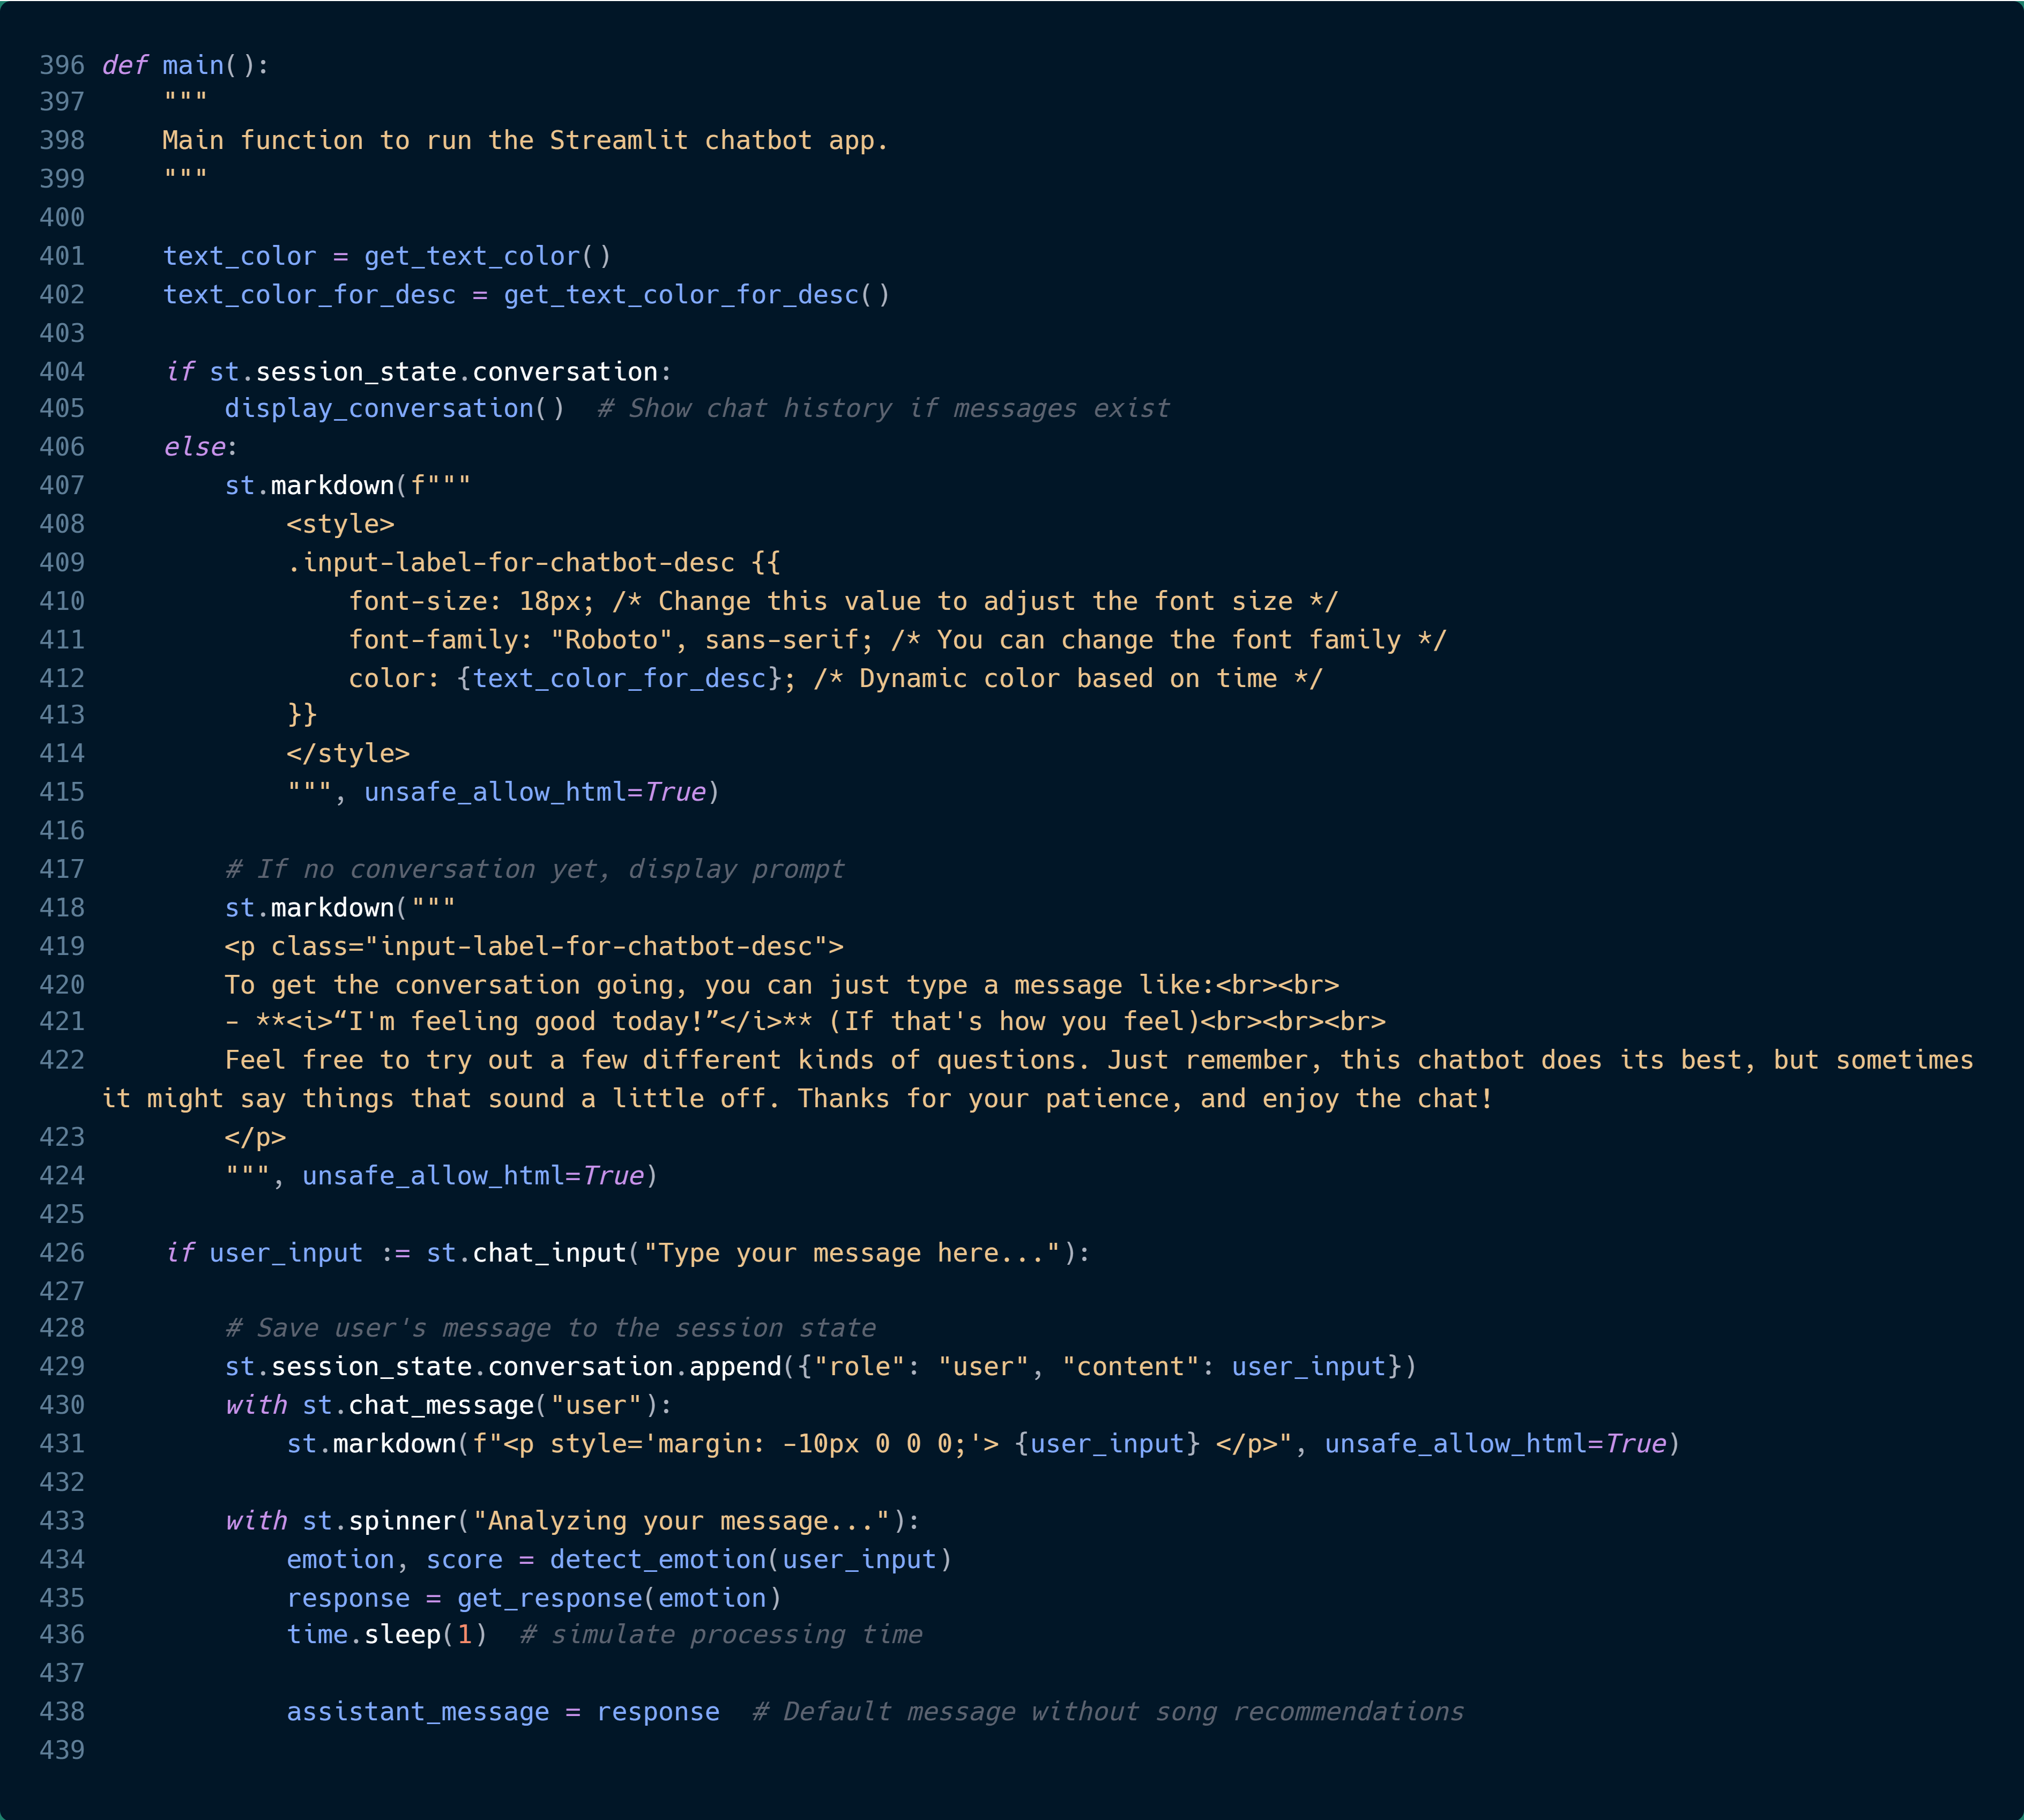 396 def main():
397     """
398     Main function to run the Streamlit chatbot app.
399     """
400
401     text_color = get_text_color()
402     text_color_for_desc = get_text_color_for_desc()
403
404     if st.session_state.conversation:
405         display_conversation()  # Show chat history if messages exist
406     else:
407         st.markdown(f"""
408             <style>
409             .input-label-for-chatbot-desc {{
410                 font-size: 18px; /* Change this value to adjust the font size */
411                 font-family: "Roboto", sans-serif; /* You can change the font family */
412                 color: {text_color_for_desc}; /* Dynamic color based on time */
413             }}
414             </style>
415             """, unsafe_allow_html=True)
416
417         # If no conversation yet, display prompt
418         st.markdown("""
419         <p class="input-label-for-chatbot-desc">
420         To get the conversation going, you can just type a message like:<br><br>
421         - **<i>“I'm feeling good today!”</i>** (If that's how you feel)<br><br><br>
422         Feel free to try out a few different kinds of questions. Just remember, this chatbot does its best, but sometimes
it might say things that sound a little off. Thanks for your patience, and enjoy the chat!
423         </p>
424         """, unsafe_allow_html=True)
425
426     if user_input := st.chat_input("Type your message here..."):
427
428         # Save user's message to the session state
429         st.session_state.conversation.append({"role": "user", "content": user_input})
430         with st.chat_message("user"):
431             st.markdown(f"<p style='margin: -10px 0 0 0;'> {user_input} </p>", unsafe_allow_html=True)
432
433         with st.spinner("Analyzing your message..."):
434             emotion, score = detect_emotion(user_input)
435             response = get_response(emotion)
436             time.sleep(1)  # simulate processing time
437
438             assistant_message = response  # Default message without song recommendations
439